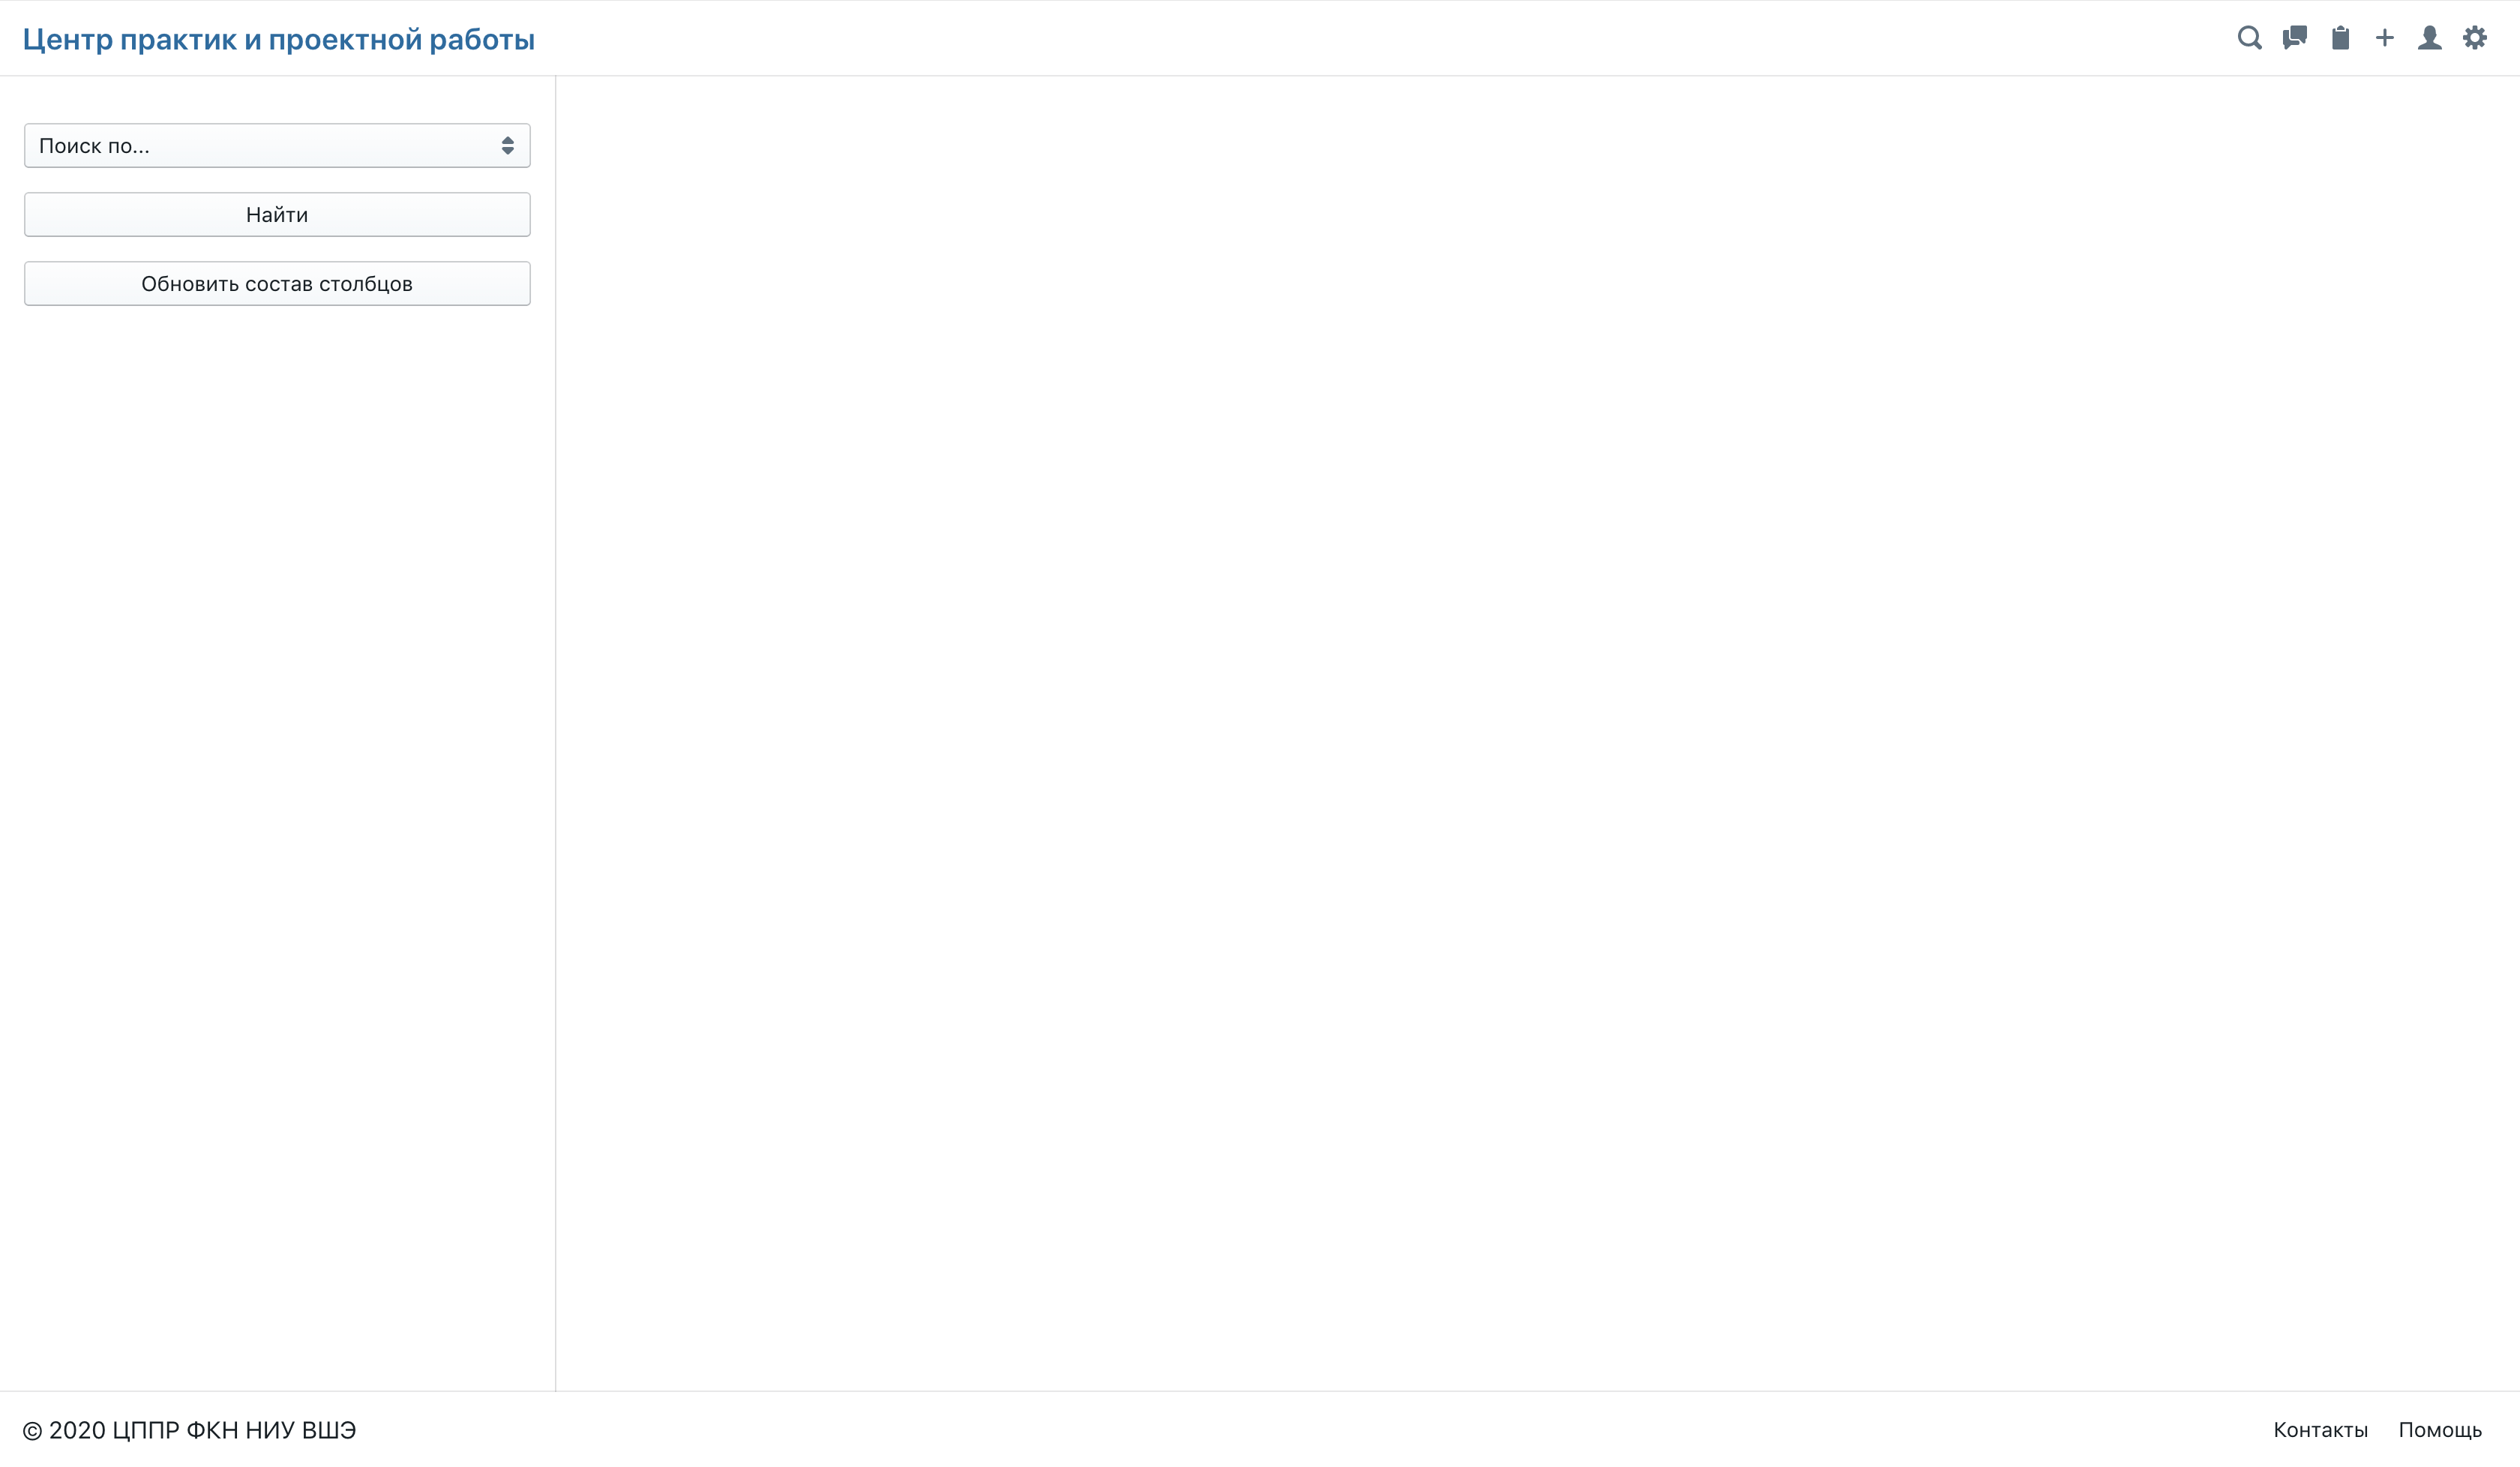 Центр практик и проектной работы
Поиск по...
Найти
Обновить состав столбцов
© 2020 ЦППР ФКН НИУ ВШЭ
Контакты Помощь